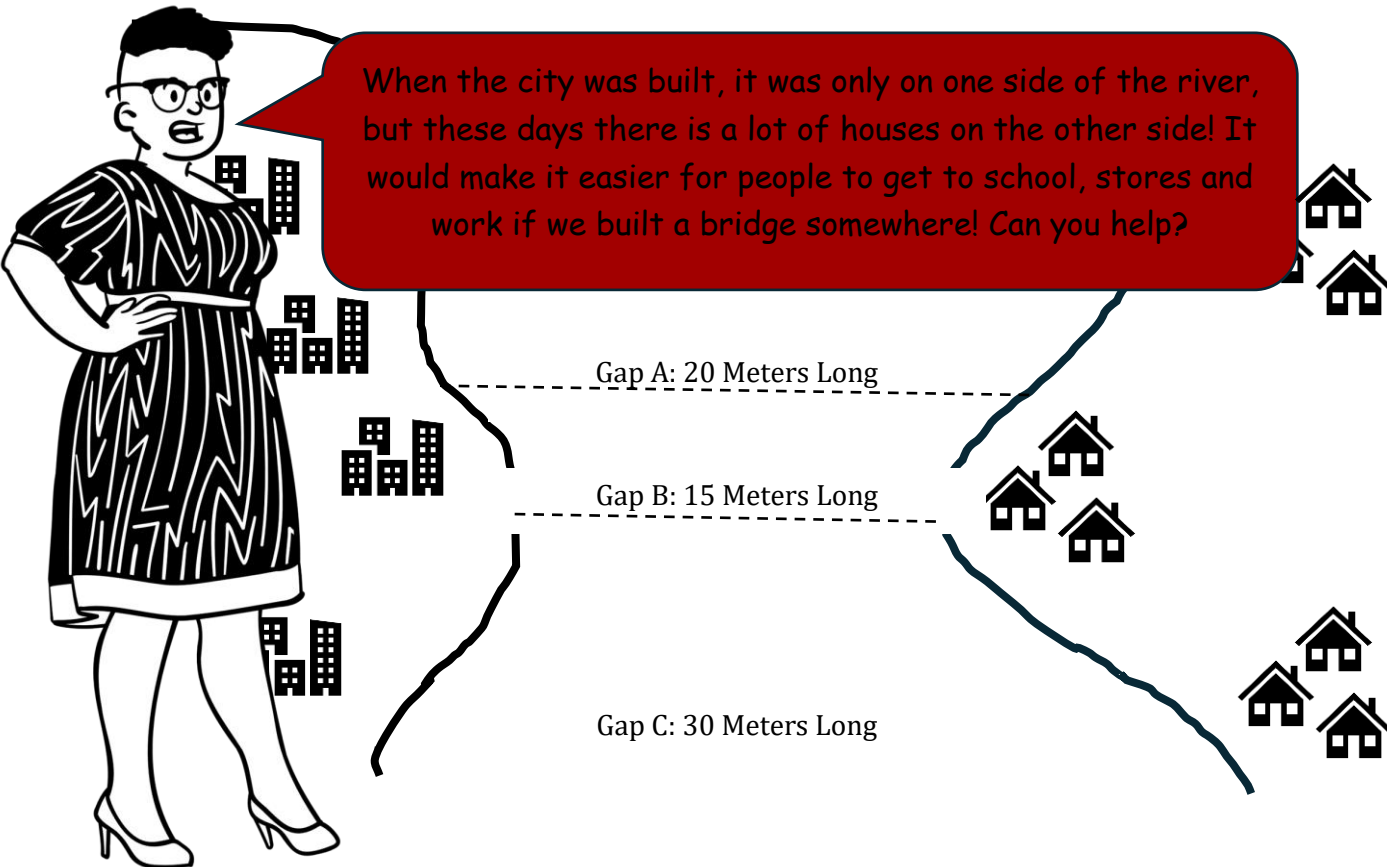 When the city was built, it was only on one side of the river,
but these days there is a lot of houses on the other side! It
would make it easier for people to get to school, stores and
work if we built a bridge somewhere! Can you help?
Gap A: 20 Meters Long
Gap B: 15 Meters Long
Gap C: 30 Meters Long